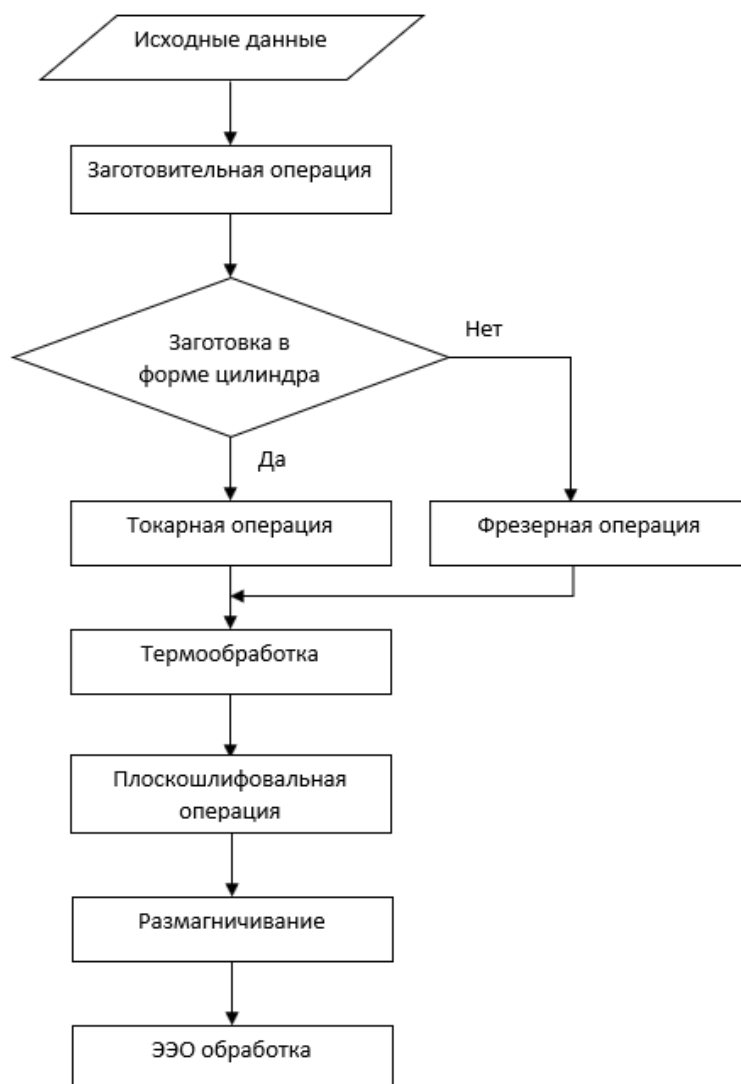 Исходные данные
Заготовительная операция
Заготовка в
форме цилиндра
Нет
Да
Токарная операция
Фрезерная операция
Термообработка
Плоскошлифовальная
операция
Размагничивание
ЭЭО обработка